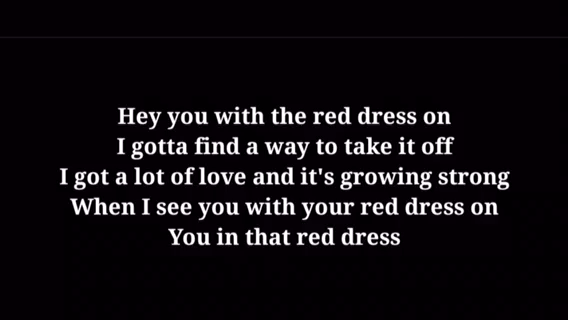 Hey you with the red dress on
I gotta find a way to take it off
I got a lot of love and it's growing strong
When I see you with your red dress on
You in that red dress